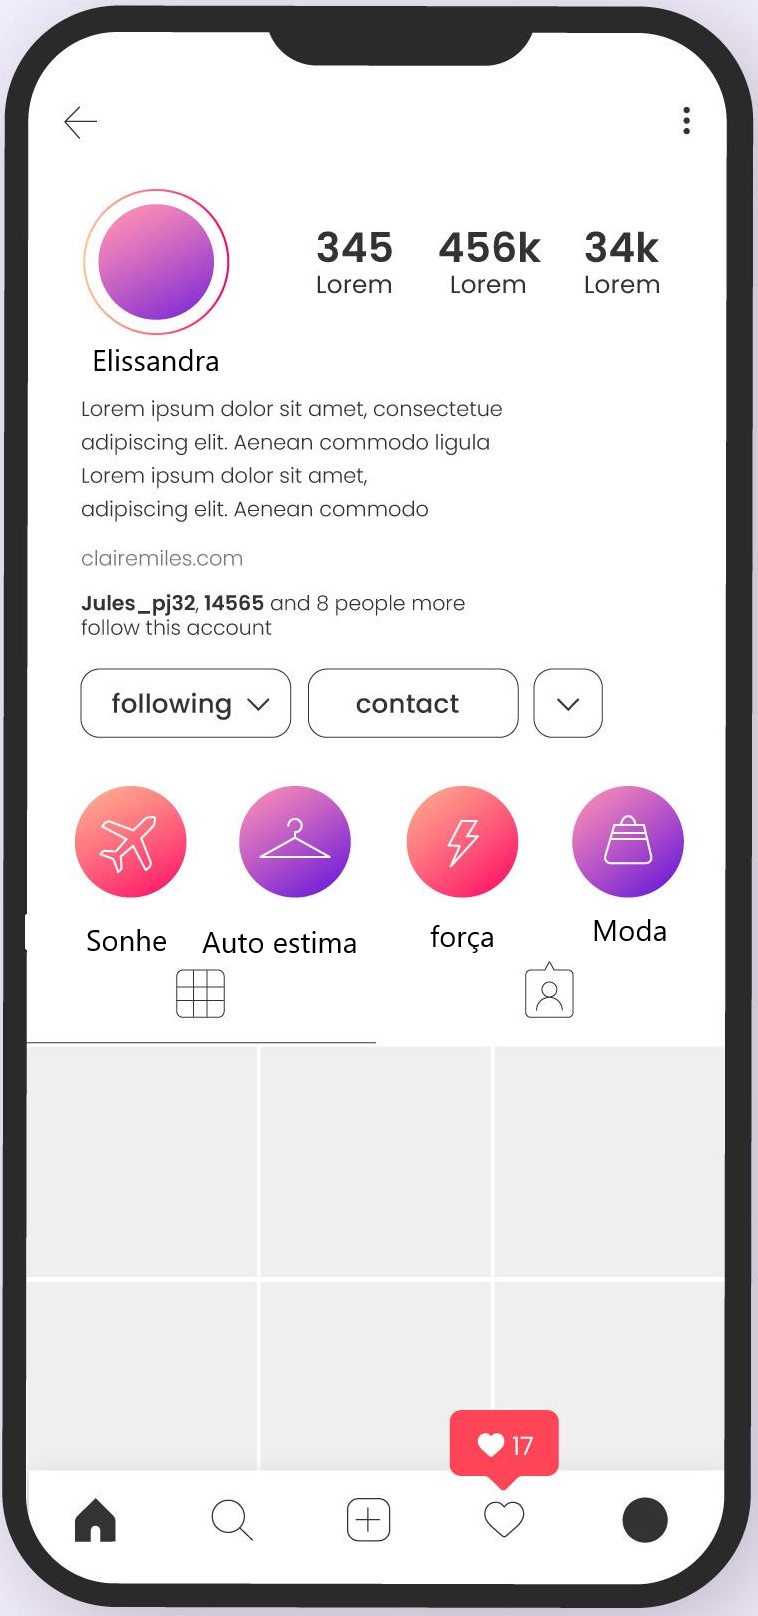 345 456k 34k
Lorem Lorem Lorem
Elissandra
Lorem ipsum dolor sit amet, consectetue
adipiscing elit. Aenean commodo ligula
Lorem ipsum dolor sit amet,
adipiscing elit. Aenean commodo
clairemiles.com
Jules_pj32, 14565 and 8 people more
follow this account
following contact
Sonhe Auto estima força Moda
17